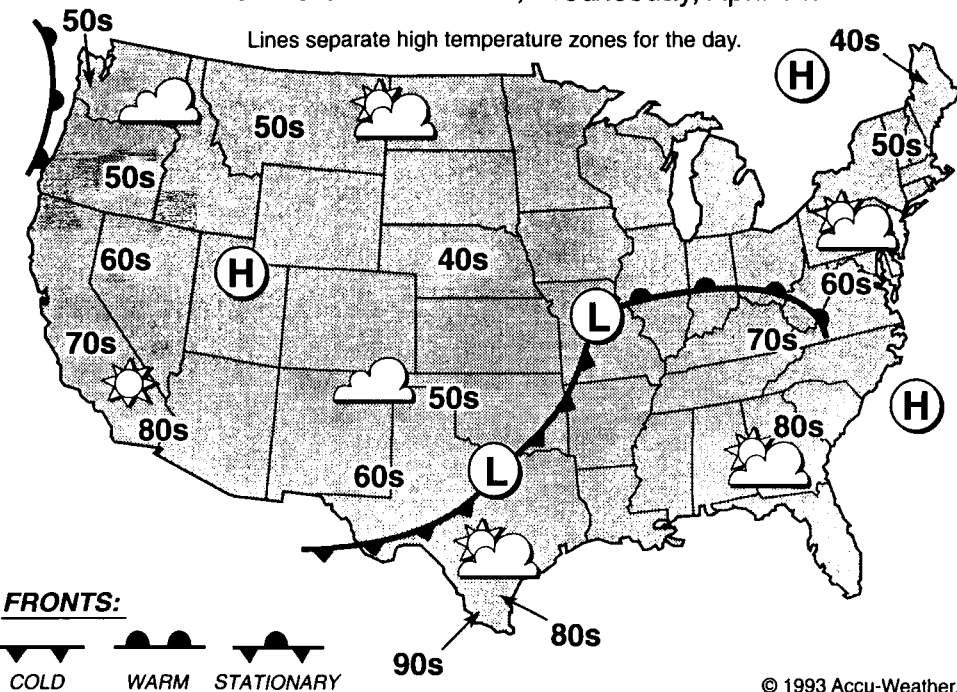 Lines separate high temperature zones for the day.
50s
40s
H
50s
50s
50s
60s
H
40s
60s
L
70s
70s
80s
50s
H
80s
60s
L
80s
90s
FRONTS:
COLD WARM STATIONARY
© 1993 Accu-Weather,